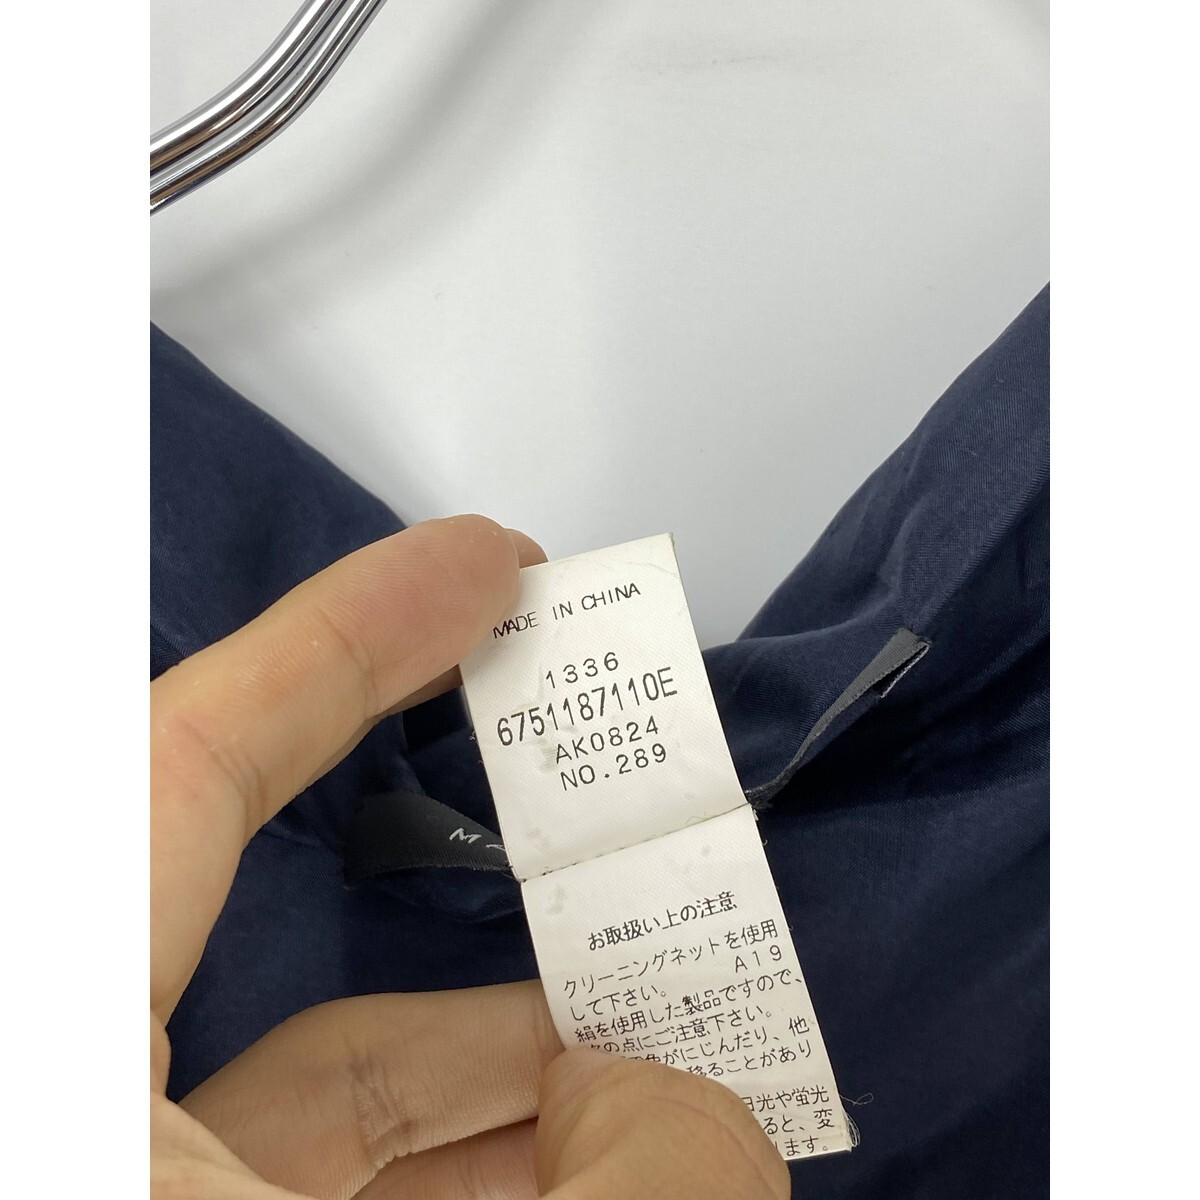 MADE IN CHINA
1336
6751187110E
AK0824
NO.289
M
お取扱い上の注意
A19
クリーニングネットを使用
して下さい。
絹を使用した製品ですので、
の点にご注意下さい。
色がにじんだり、他
移ることがあり
日光や蛍光
ると、変
ます。